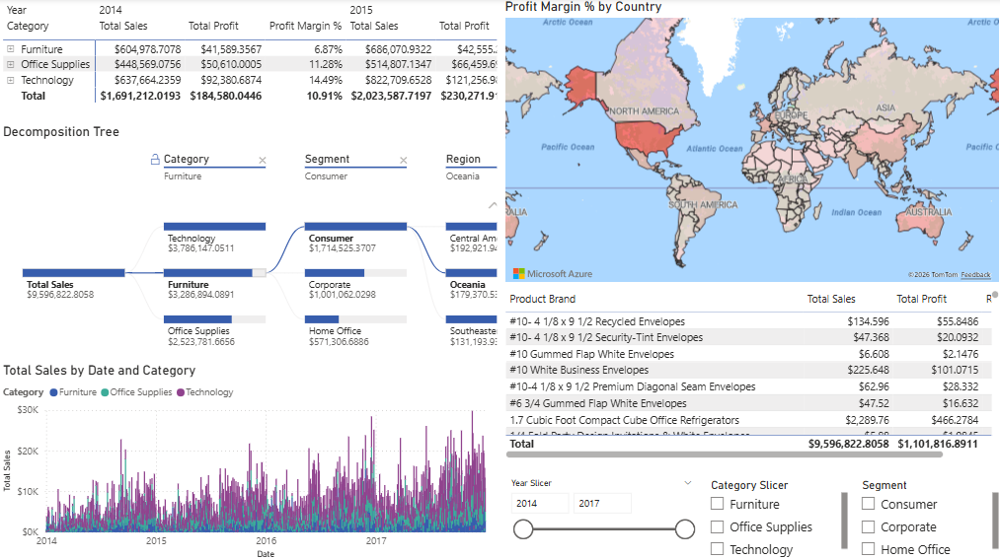 Year 2014 2015
Category Total Sales Total Profit Profit Margin % Total Sales Total Profit
Furniture $604,978.7078 $41,589.3567 6.87% $686,070.9322 $42,555.
Office Supplies $448,569.0756 $50,610.0005 11.28% $514,807.1347 $66,459.6
Technology $637,664.2359 $92,380.6874 14.49% $822,709.6528 $121,256.9
Total $1,691,212.0193 $184,580.0446 10.91% $2,023,587.7197 $230,271.9
Decomposition Tree
Category Segment Region
Furniture Consumer Oceania
Technology
$3,786,147.0511
Consumer
$1,714,525.3707
Central Am
$192,921.9
Total Sales
$9,596,822.8058
Furniture
$3,286,894.0891
Corporate
$1,001,062.0298
Oceania
$179,370.5
Office Supplies
$2,523,781.6656
Home Office
$571,306.6886
Southeaste
$131,193.9
Total Sales by Date and Category
Category Furniture Office Supplies Technology
Total Sales
$30K
$20K
$10K
$0K
2014 2015 2016 2017
Date
Profit Margin % by Country
Arctic O
Arctic O
NORTH AMERICA
EUROPE
ASIA
Pacific Ocean
Atlantic Ocean
Pacific
AFRICA
SOUTH AMERICA
Indian Ocean
RALIA
AUSTRALIA
Microsoft Azure
©2026 TomTom Feedback
Product Brand Total Sales Total Profit
#10- 4 1/8 x 9 1/2 Recycled Envelopes $134.596 $55.8486
#10- 4 1/8 x 9 1/2 Security-Tint Envelopes $47.368 $20.0932
#10 Gummed Flap White Envelopes $6.608 $2.1476
#10 White Business Envelopes $225.648 $101.0715
#10-4 1/8 x 9 1/2 Premium Diagonal Seam Envelopes $62.96 $28.332
#6 3/4 Gummed Flap White Envelopes $47.52 $16.632
1.7 Cubic Foot Compact Cube Office Refrigerators $2,289.76 $466.2784
Total $9,596,822.8058 $1,101,816.8911
Year Slicer
2014 2017
Category Slicer
Furniture
Office Supplies
Technology
Segment
Consumer
Corporate
Home Office